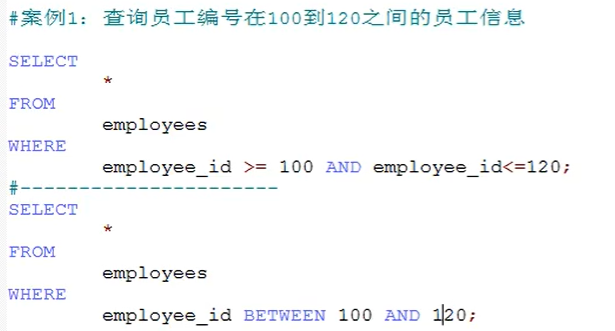 #案例1：查询员工编号在100到120之间的员工信息
SELECT
*
FROM
employees
WHERE
employee_id >= 100 AND employee_id<=120;
#----------------------
SELECT
*
FROM
employees
WHERE
employee_id BETWEEN 100 AND 120;